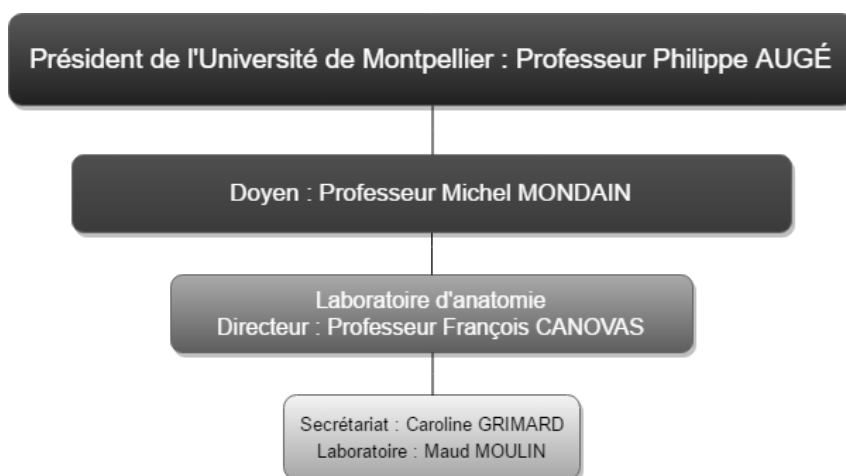 Président de l'Université de Montpellier : Professeur Philippe AUGÉ
Doyen : Professeur Michel MONDAIN
Laboratoire d'anatomie
Directeur : Professeur François CANOVAS
Secrétariat : Caroline GRIMARD
Laboratoire : Maud MOULIN